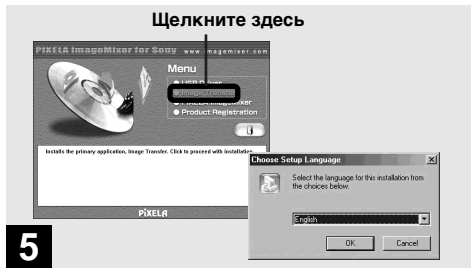 Щелкните здесь
PIXELA ImageMixer for Sony www.imagemixer.com
Menu
USB Driver
Image Transfer
PIXELA ImageMixer
Product Registration
Installs the primary application, Image Transfer. Click to proceed with installation.
PIXELA
Choose Setup Language
Select the language for this installation from
the choices below.
English
OK Cancel
5